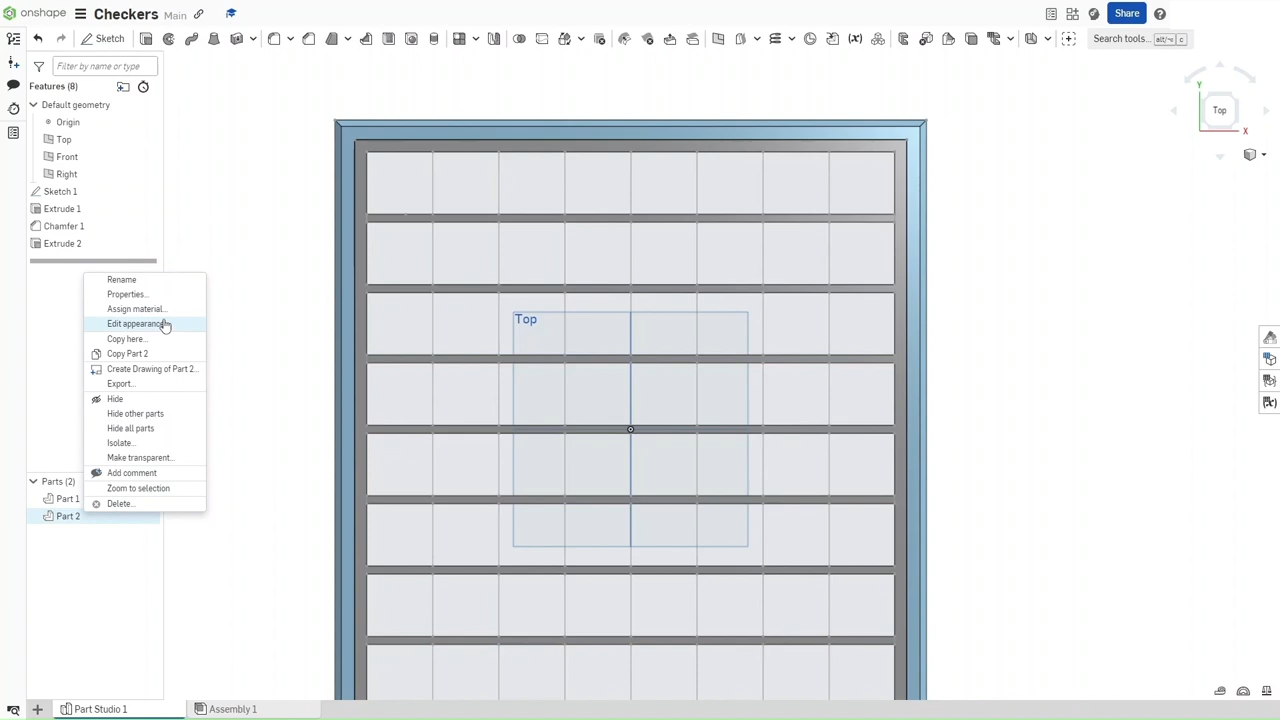 onshape
Checkers Main
Share
Sketch
Search tools... alt/⌥ c
Filter by name or type
Features (8)
Default geometry
Origin
Top
Front
Right
Sketch 1
Extrude 1
Chamfer 1
Extrude 2
Rename
Properties...
Assign material...
Edit appearance
Copy here...
Copy Part 2
Create Drawing of Part 2...
Export...
Hide
Hide other parts
Hide all parts
Isolate...
Make transparent...
Add comment
Zoom to selection
Delete...
Parts (2)
Part 1
Part 2
Top
Y
Top
X
Part Studio 1
Assembly 1